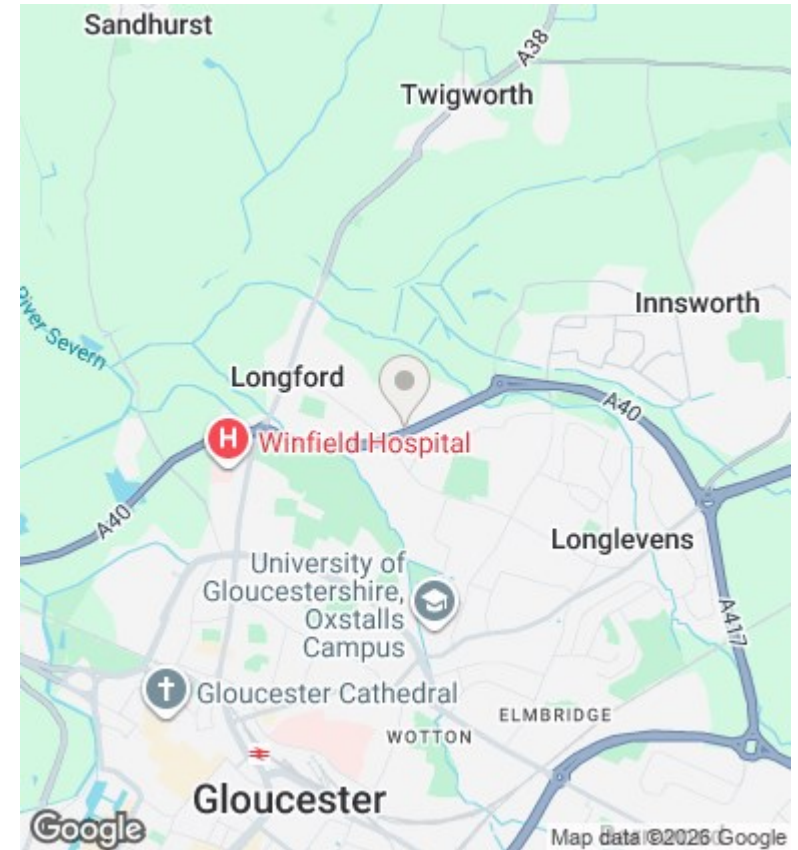 Sandhurst
A38
Twigworth
River Severn
Innsworth
Longford
A40
H
Winfield Hospital
A40
Longlevens
University of
Gloucestershire,
Oxstalls
Campus
A417
Gloucester Cathedral
ELMBRIDGE
WOTTON
Gloucester
Google
Map data ©2026 Google